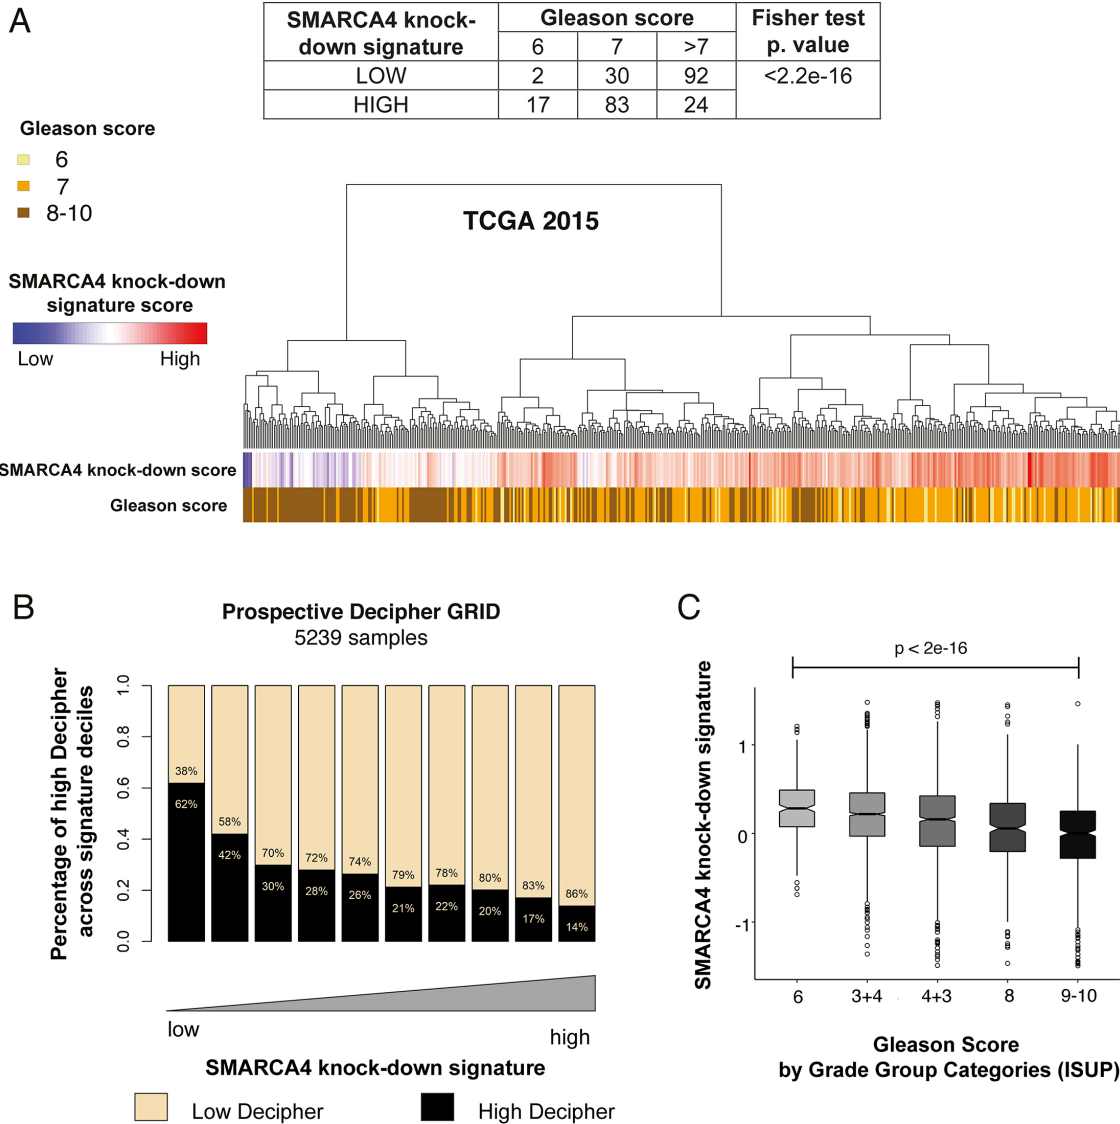 A
SMARCA4 knock-down signature
Gleason score
Fisher test p. value
6 7 >7
LOW 2 30 92 <2.2e-16
HIGH 17 83 24
Gleason score
6
7
8-10
TCGA 2015
SMARCA4 knock-down
signature score
Low High
SMARCA4 knock-down score
Gleason score
B
Prospective Decipher GRID
5239 samples
Percentage of high Decipher
across signature deciles
1.0
0.8
0.6
0.4
0.2
0.0
38% 58% 70% 72% 74% 79% 78% 80% 83% 86%
62% 42% 30% 28% 26% 21% 22% 20% 17% 14%
low high
SMARCA4 knock-down signature
Low Decipher High Decipher
C
p < 2e-16
SMARCA4 knock-down signature
1
0
-1
6 3+4 4+3 8 9-10
Gleason Score
by Grade Group Categories (ISUP)